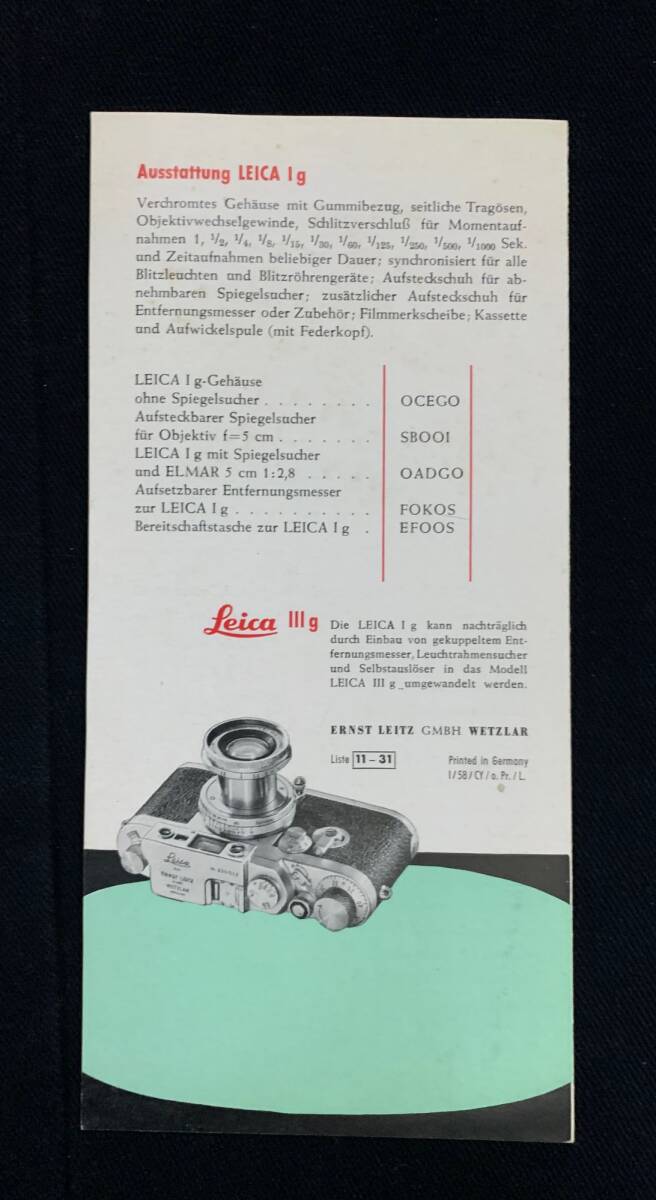 Ausstattung LEICA I g
Verchromtes Gehäuse mit Gummibezug, seitliche Tragösen,
Objektivwechselgewinde, Schlitzverschluß für Momentauf-
nahmen 1, 1/2, 1/4, 1/8, 1/15, 1/30, 1/60, 1/125, 1/250, 1/500, 1/1000 Sek.
und Zeitaufnahmen beliebiger Dauer; synchronisiert für alle
Blitzleuchten und Blitzröhrengeräte; Aufsteckschuh für ab-
nehmbaren Spiegelsucher; zusätzlicher Aufsteckschuh für
Entfernungsmesser oder Zubehör; Filmmerkscheibe; Kassette
und Aufwickelspule (mit Federkopf).
LEICA I g-Gehäuse
ohne Spiegelsucher . . . . . . . . OCEGO
Aufsteckbarer Spiegelsucher
für Objektiv f=5 cm . . . . . . . SBOOI
LEICA I g mit Spiegelsucher
und ELMAR 5 cm 1:2,8 . . . . . OADGO
Aufsetzbarer Entfernungsmesser
zur LEICA I g . . . . . . . . . . FOKOS
Bereitschaftstasche zur LEICA I g . EFOOS
Leica III g
Die LEICA I g kann nachträglich
durch Einbau von gekuppeltem Ent-
fernungsmesser, Leuchtrahmensucher
und Selbstauslöser in das Modell
LEICA III g umgewandelt werden.
ERNST LEITZ GMBH WETZLAR
Liste 11-31
Printed in Germany
1/58/CY/a. Pr./L.
Leica
ERNST LEITZ
WETZLAR